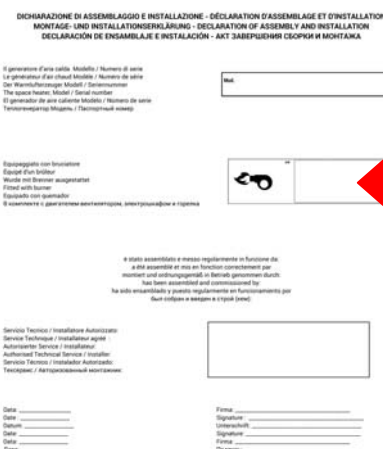 DICHIARAZIONE DI ASSEMBLAGGIO E INSTALLAZIONE - DÉCLARATION D'ASSEMBLAGE ET D'INSTALLATION
MONTAGE- UND INSTALLATIONSERKLÄRUNG - DECLARATION OF ASSEMBLY AND INSTALLATION
DECLARACIÓN DE ENSAMBLAJE E INSTALACIÓN - АКТ ЗАВЕРШЕНИЯ СБОРКИ И МОНТАЖА
Il generatore d'aria calda: Modello / Numero di serie
Le générateur d'air chaud Modèle / Numéro de série
Der Warmlufterzeuger Modell / Seriennummer
The space heater: Model / Serial number
El generador de aire caliente Modelo / Número de serie
Теплогенератор Модель / Паспортный номер
Mod.
Equipaggiato con bruciatore
Équipé d'un brûleur
Wurde mit Brenner ausgestattet
Fitted with burner
Equipado con quemador
В комплекте с двигателем вентилятором, электрошкафом и горелка
è stato assemblato e messo regolarmente in funzione da:
a été assemblé et mis en fonction correctement par
montiert und ordnungsgemäß in Betrieb genommen durch:
has been assembled and commissioned by:
ha sido ensamblado y puesto regularmente en funcionamiento por
был собран и введен в строй (кем):
Servizio Tecnico / Installatore Autorizzato:
Service Technique / Installateur agréé :
Autorisierter Service / Installateur:
Authorised Technical Service / Installer:
Servicio Técnico / Instalador Autorizado:
Техсервис / Авторизованный монтажник:
Data:
Date :
Datum:
Date:
Data:
Firma:
Signature :
Unterschrift:
Signature:
Firma: